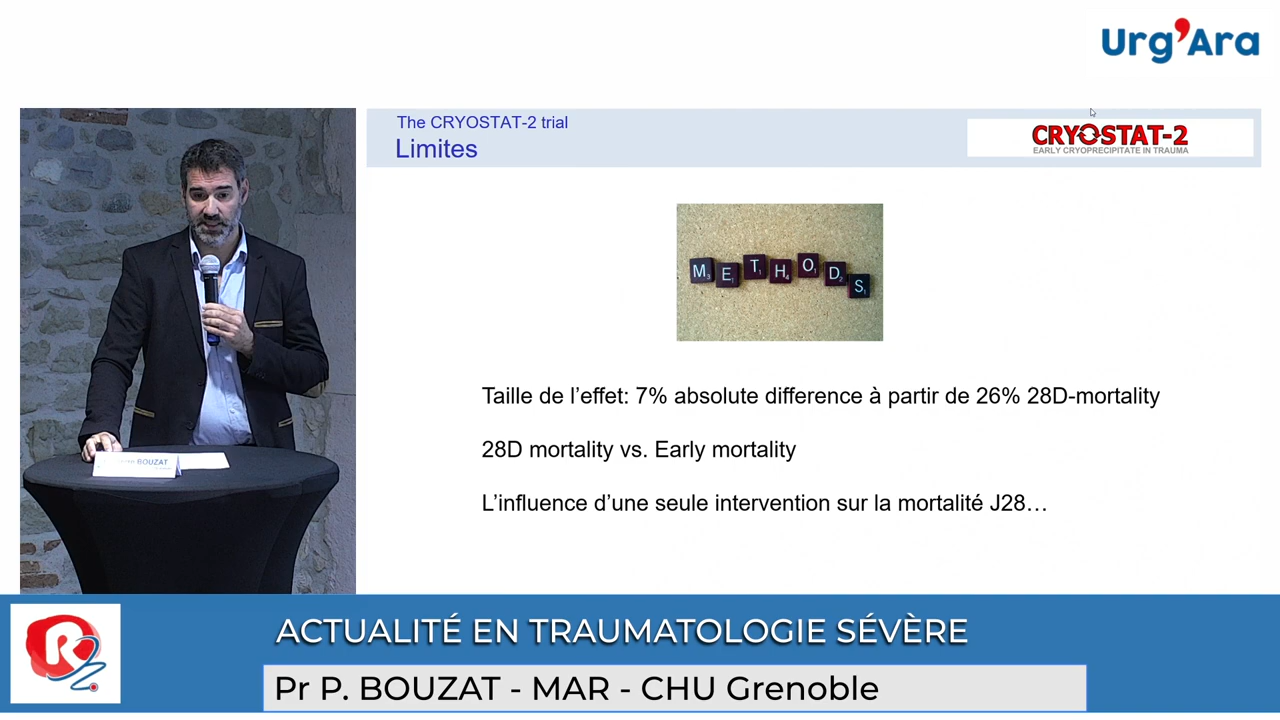 Urg'Ara
The CRYOSTAT-2 trial
Limites
CRYOSTAT-2
EARLY CRYOPRECIPITATE IN TRAUMA
METHODS
Taille de l'effet: 7% absolute difference à partir de 26% 28D-mortality
28D mortality vs. Early mortality
L'influence d'une seule intervention sur la mortalité J28…
BOUZAT
R
ACTUALITÉ EN TRAUMATOLOGIE SÉVÈRE
Pr P. BOUZAT - MAR - CHU Grenoble